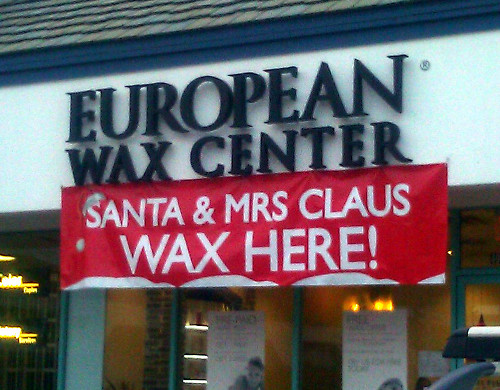 EUROPEAN ®
WAX CENTER
SANTA & MRS CLAUS
WAX HERE!